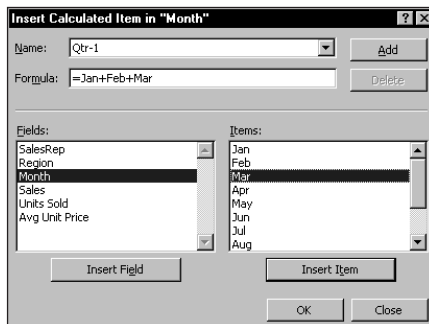 Insert Calculated Item in "Month"
Name: Qtr-1 Add
Formula: =Jan+Feb+Mar Delete
Fields: Items:
SalesRep Jan
Region Feb
Month Mar
Sales Apr
Units Sold May
Avg Unit Price Jun
Jul
Aug
Insert Field Insert Item
OK Close